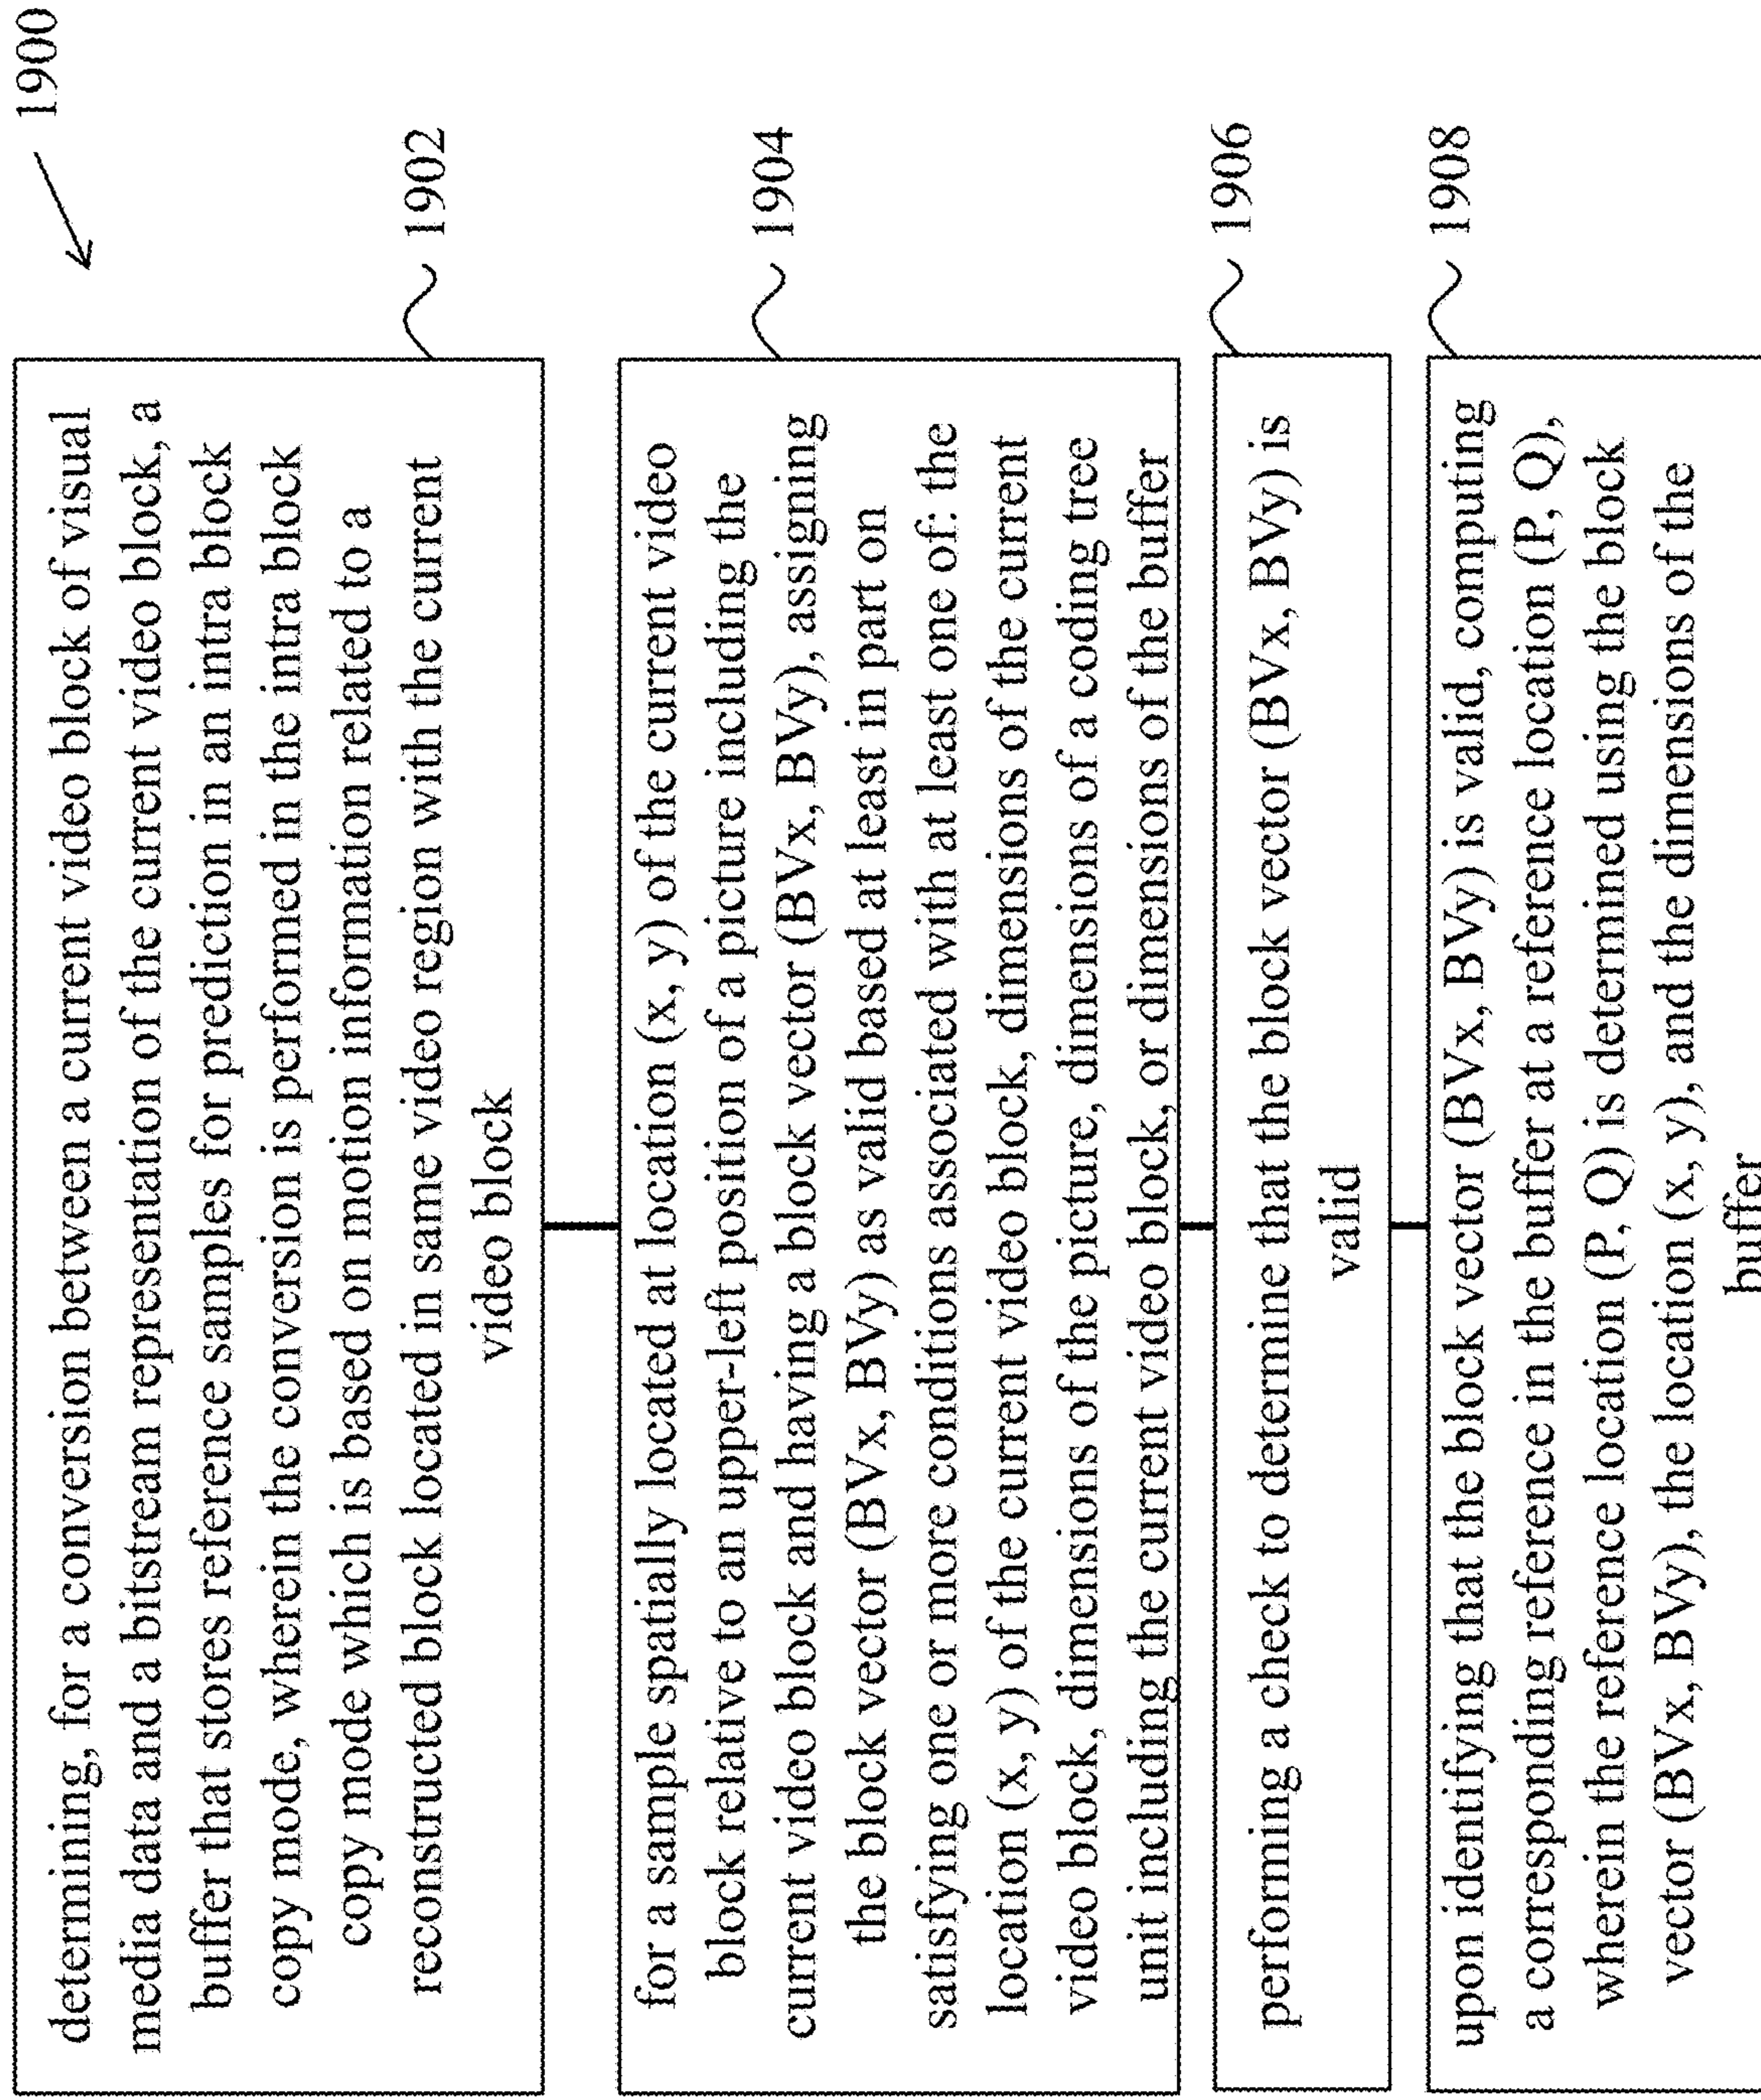 1900
determining, for a conversion between a current video block of visual
media data and a bitstream representation of the current video block, a
buffer that stores reference samples for prediction in an intra block
copy mode, wherein the conversion is performed in the intra block
copy mode which is based on motion information related to a
reconstructed block located in same video region with the current
video block
1902
for a sample spatially located at location (x, y) of the current video
block relative to an upper-left position of a picture including the
current video block and having a block vector (BVx, BVy), assigning
the block vector (BVx, BVy) as valid based at least in part on
satisfying one or more conditions associated with at least one of: the
location (x, y) of the current video block, dimensions of the current
video block, dimensions of the picture, dimensions of a coding tree
unit including the current video block, or dimensions of the buffer
1904
performing a check to determine that the block vector (BVx, BVy) is
valid
1906
upon identifying that the block vector (BVx, BVy) is valid, computing
a corresponding reference in the buffer at a reference location (P, Q),
wherein the reference location (P, Q) is determined using the block
vector (BVx, BVy), the location (x, y), and the dimensions of the
buffer
1908